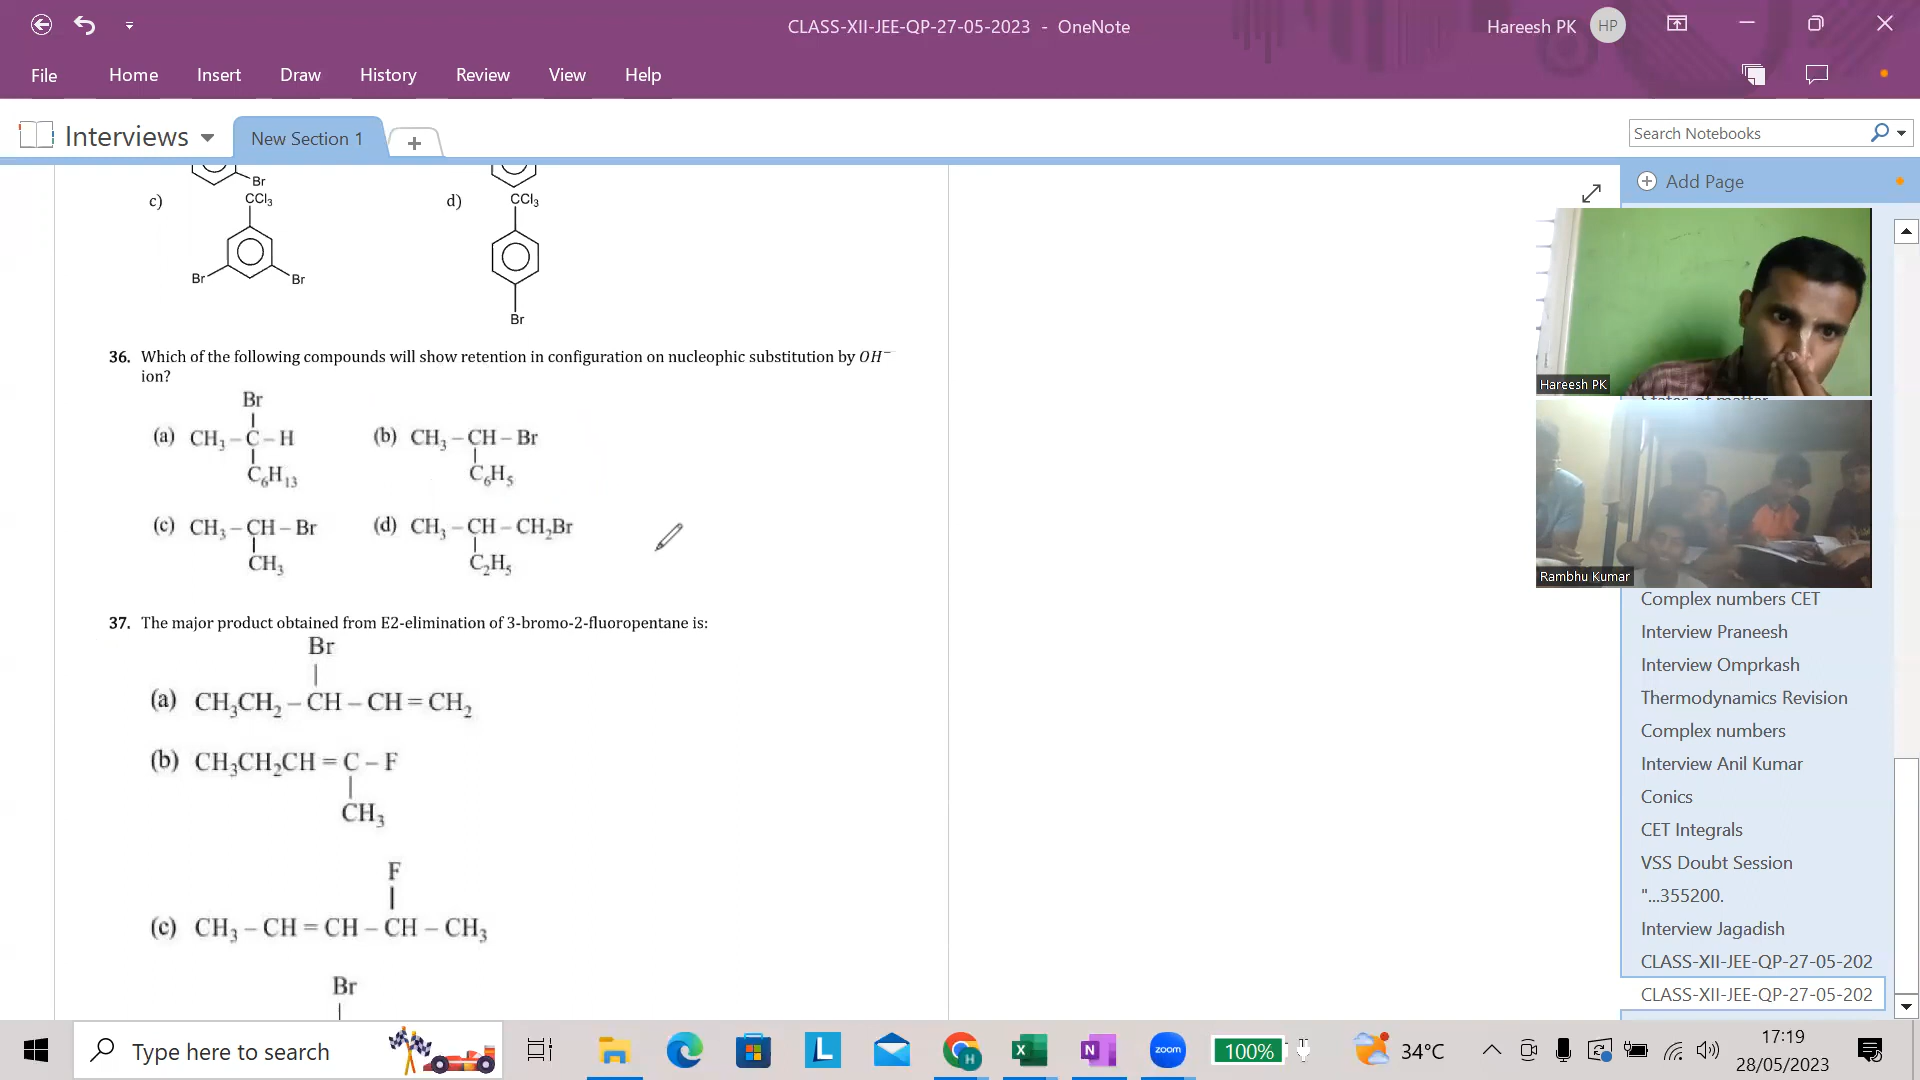 CLASS-XII-JEE-QP-27-05-2023 - OneNote
Hareesh PK
HP
File Home Insert Draw History Review View Help
Interviews
New Section 1
+
Search Notebooks
Add Page
Br
c) CCl₃
d) CCl₃
Br Br
Br
36. Which of the following compounds will show retention in configuration on nucleophic substitution by OH⁻
ion?
Br
(a) CH₃ – C – H
C₆H₁₃
(b) CH₃ – CH – Br
C₆H₅
(c) CH₃ – CH – Br
CH₃
(d) CH₃ – CH – CH₂Br
C₂H₅
37. The major product obtained from E2-elimination of 3-bromo-2-fluoropentane is:
Br
(a) CH₃CH₂ – CH – CH = CH₂
(b) CH₃CH₂CH = C – F
CH₃
F
(c) CH₃ – CH = CH – CH – CH₃
Br
Hareesh PK
Rambhu Kumar
States of matter
Complex numbers CET
Interview Praneesh
Interview Omprkash
Thermodynamics Revision
Complex numbers
Interview Anil Kumar
Conics
CET Integrals
VSS Doubt Session
"...355200.
Interview Jagadish
CLASS-XII-JEE-QP-27-05-202
CLASS-XII-JEE-QP-27-05-202
Type here to search
L
H
X
N
zoom
100%
34°C
17:19
28/05/2023